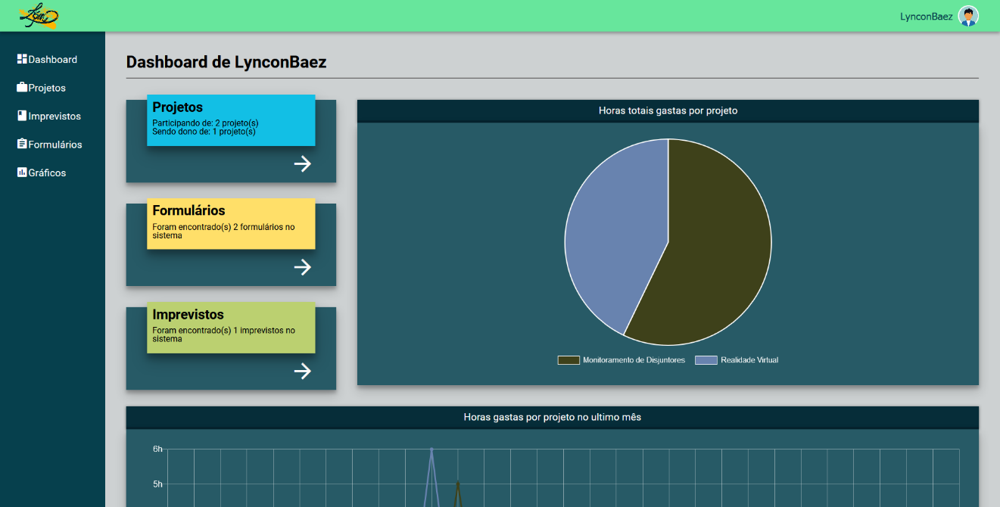 LynconBaez
Dashboard
Projetos
Imprevistos
Formulários
Gráficos
Dashboard de LynconBaez
Projetos
Participando de: 2 projeto(s)
Sendo dono de: 1 projeto(s)
Formulários
Foram encontrado(s) 2 formulários no
sistema
Imprevistos
Foram encontrado(s) 1 imprevistos no
sistema
Horas totais gastas por projeto
Monitoramento de Disjuntores
Realidade Virtual
Horas gastas por projeto no ultimo mês
6h
5h